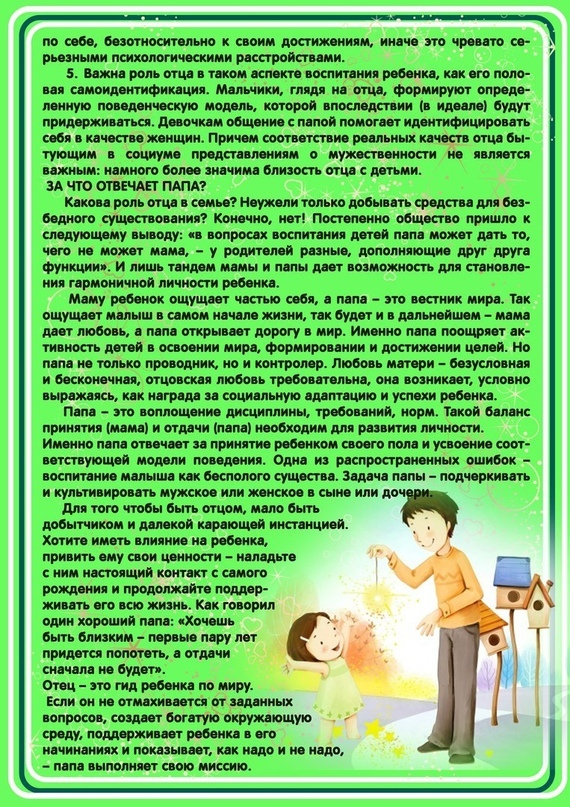 по себе, безотносительно к своим достижениям, иначе это чревато се-
рьезными психологическими расстройствами.
5. Важна роль отца в таком аспекте воспитания ребенка, как его поло-
вая самоидентификация. Мальчики, глядя на отца, формируют опреде-
ленную поведенческую модель, которой впоследствии (в идеале) будут
придерживаться. Девочкам общение с папой помогает идентифицировать
себя в качестве женщин. Причем соответствие реальных качеств отца бы-
тующим в социуме представлениям о мужественности не является
важным: намного более значима близость отца с детьми.
ЗА ЧТО ОТВЕЧАЕТ ПАПА?
Какова роль отца в семье? Неужели только добывать средства для без-
бедного существования? Конечно, нет! Постепенно общество пришло к
следующему выводу: «в вопросах воспитания детей папа может дать то,
чего не может мама, – у родителей разные, дополняющие друг друга
функции». И лишь тандем мамы и папы дает возможность для становле-
ния гармоничной личности ребенка.
Маму ребенок ощущает частью себя, а папа – это вестник мира. Так
ощущает малыш в самом начале жизни, так будет и в дальнейшем – мама
дает любовь, а папа открывает дорогу в мир. Именно папа поощряет ак-
тивность детей в освоении мира, формировании и достижении целей. Но
папа не только проводник, но и контролер. Любовь матери – безусловная
и бесконечная, отцовская любовь требовательна, она возникает, условно
выражаясь, как награда за социальную адаптацию и успехи ребенка.
Папа – это воплощение дисциплины, требований, норм. Такой баланс
принятия (мама) и отдачи (папа) необходим для развития личности.
Именно папа отвечает за принятие ребенком своего пола и усвоение соот-
ветствующей модели поведения. Одна из распространенных ошибок –
воспитание малыша как бесполого существа. Задача папы – подчеркивать
и культивировать мужское или женское в сыне или дочери.
Для того чтобы быть отцом, мало быть
добытчиком и далекой карающей инстанцией.
Хотите иметь влияние на ребенка,
привить ему свои ценности – наладьте
с ним настоящий контакт с самого
рождения и продолжайте поддер-
живать его всю жизнь. Как говорил
один хороший папа: «Хочешь
быть близким – первые пару лет
придется попотеть, а отдачи
сначала не будет».
Отец – это гид ребенка по миру.
Если он не отмахивается от заданных
вопросов, создает богатую окружающую
среду, поддерживает ребенка в его
начинаниях и показывает, как надо и не надо,
– папа выполняет свою миссию.